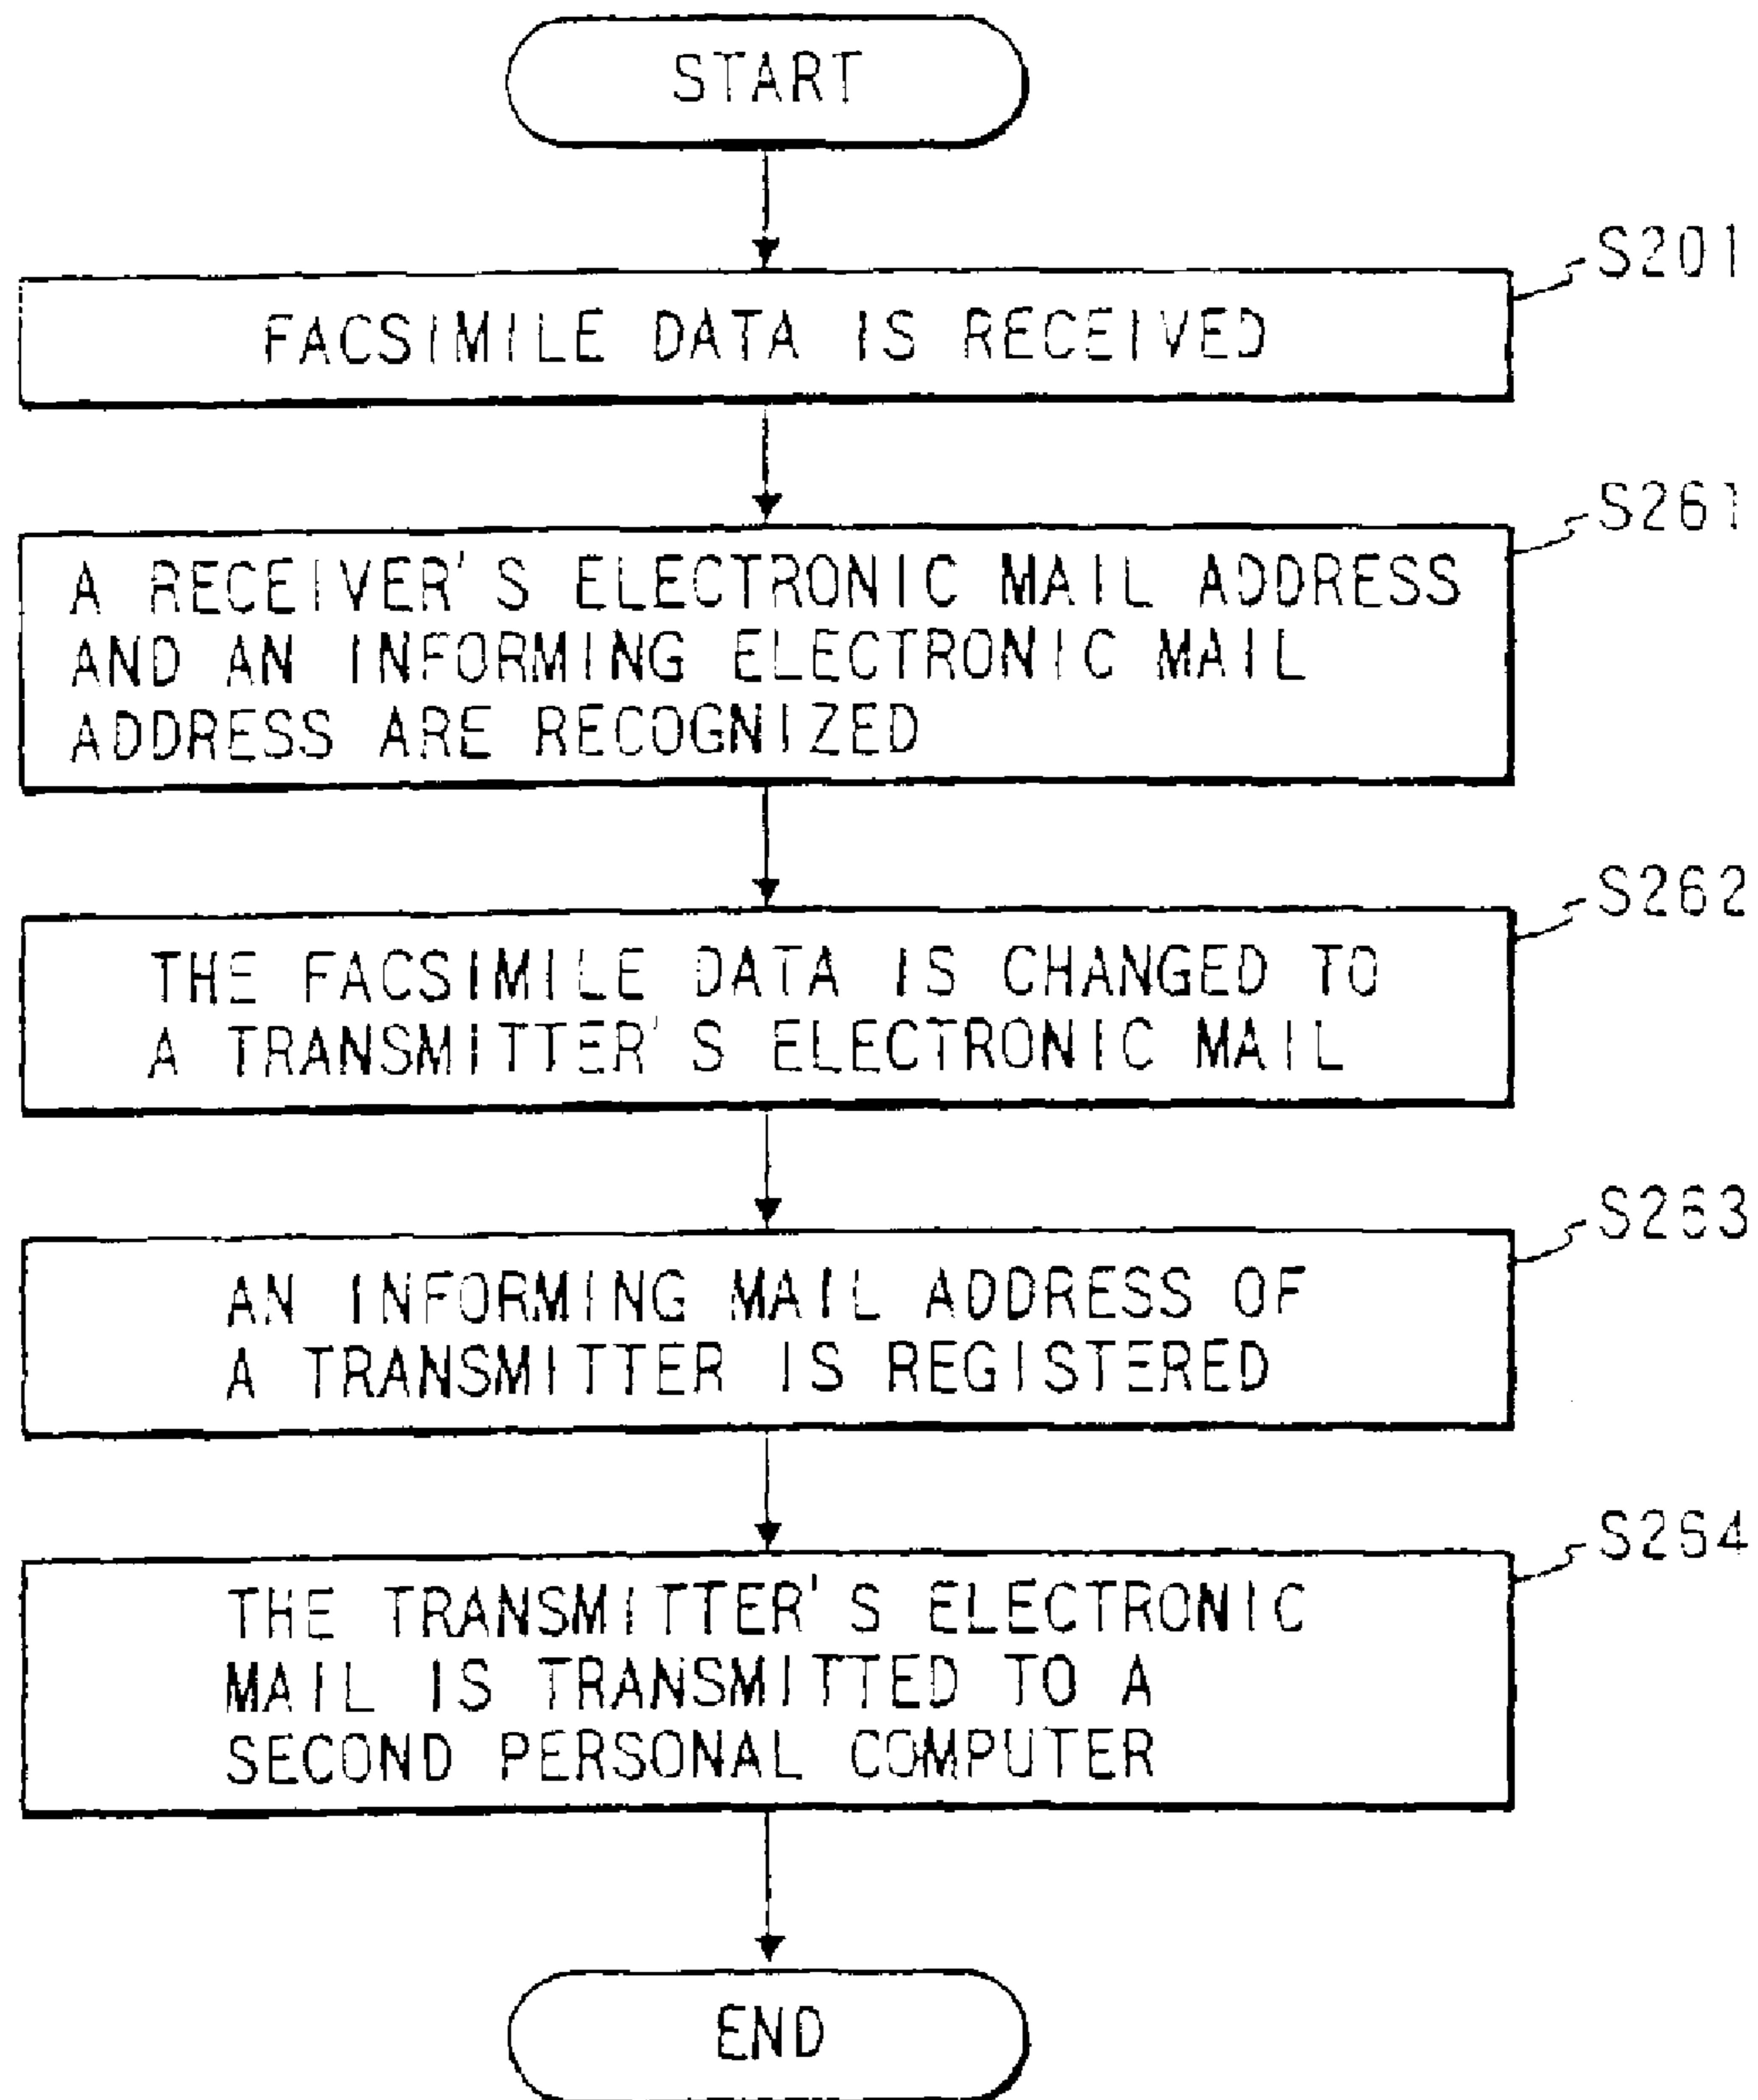 START
S201
FACSIMILE DATA IS RECEIVED
S261
A RECEIVER'S ELECTRONIC MAIL ADDRESS
AND AN INFORMING ELECTRONIC MAIL
ADDRESS ARE RECOGNIZED
S262
THE FACSIMILE DATA IS CHANGED TO
A TRANSMITTER'S ELECTRONIC MAIL
S263
AN INFORMING MAIL ADDRESS OF
A TRANSMITTER IS REGISTERED
S264
THE TRANSMITTER'S ELECTRONIC
MAIL IS TRANSMITTED TO A
SECOND PERSONAL COMPUTER
END